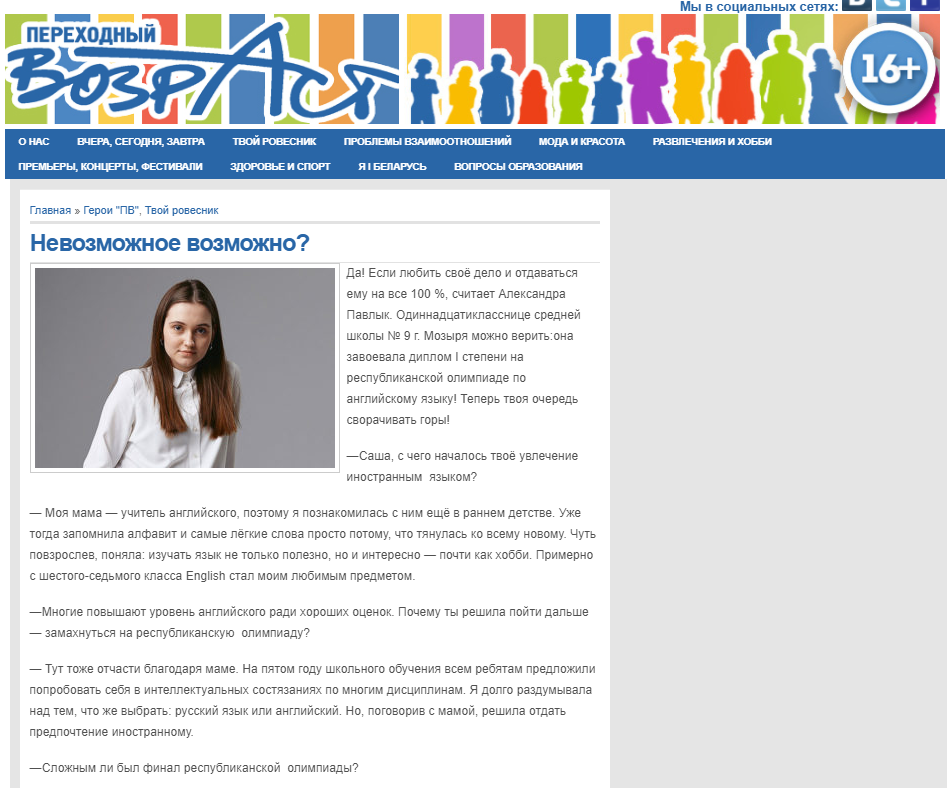 Мы в социальных сетях:
ПЕРЕХОДНЫЙ
ВОЗРАСТ
16+
О НАС ВЧЕРА, СЕГОДНЯ, ЗАВТРА ТВОЙ РОВЕСНИК ПРОБЛЕМЫ ВЗАИМООТНОШЕНИЙ МОДА И КРАСОТА РАЗВЛЕЧЕНИЯ И ХОББИ
ПРЕМЬЕРЫ, КОНЦЕРТЫ, ФЕСТИВАЛИ ЗДОРОВЬЕ И СПОРТ Я I БЕЛАРУСЬ ВОПРОСЫ ОБРАЗОВАНИЯ
Главная » Герои "ПВ", Твой ровесник
Невозможное возможно?
Да! Если любить своё дело и отдаваться
ему на все 100 %, считает Александра
Павлык. Одиннадцатикласснице средней
школы № 9 г. Мозыря можно верить:она
завоевала диплом I степени на
республиканской олимпиаде по
английскому языку! Теперь твоя очередь
сворачивать горы!
—Саша, с чего началось твоё увлечение
иностранным языком?
— Моя мама — учитель английского, поэтому я познакомилась с ним ещё в раннем детстве. Уже
тогда запомнила алфавит и самые лёгкие слова просто потому, что тянулась ко всему новому. Чуть
повзрослев, поняла: изучать язык не только полезно, но и интересно — почти как хобби. Примерно
с шестого-седьмого класса English стал моим любимым предметом.
—Многие повышают уровень английского ради хороших оценок. Почему ты решила пойти дальше
— замахнуться на республиканскую олимпиаду?
— Тут тоже отчасти благодаря маме. На пятом году школьного обучения всем ребятам предложили
попробовать себя в интеллектуальных состязаниях по многим дисциплинам. Я долго раздумывала
над тем, что же выбрать: русский язык или английский. Но, поговорив с мамой, решила отдать
предпочтение иностранному.
—Сложным ли был финал республиканской олимпиады?